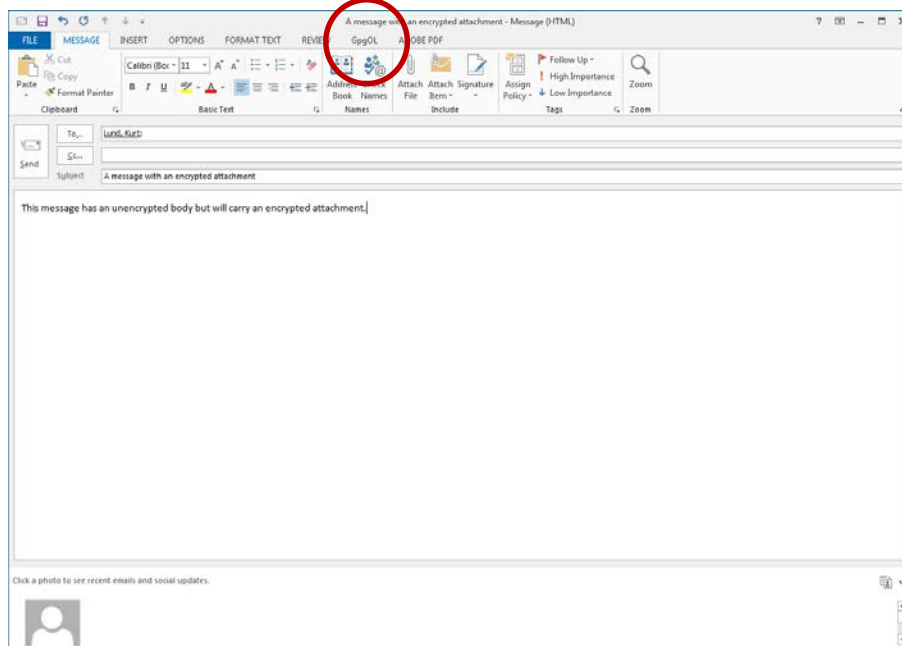 A message with an encrypted attachment - Message (HTML)
FILE MESSAGE INSERT OPTIONS FORMAT TEXT REVIEW GpgOL ADOBE PDF
Cut
Copy
Format Painter
Paste
Calibri (Boc 11
B I U
Address Book
Check Names
Attach File
Attach Item
Signature
Assign Policy
Follow Up
High Importance
Low Importance
Zoom
Clipboard Basic Text Names Include Tags Zoom
Send
To...
Lund, Kurt;
Cc...
Subject
A message with an encrypted attachment
This message has an unencrypted body but will carry an encrypted attachment.
Click a photo to see recent emails and social updates.